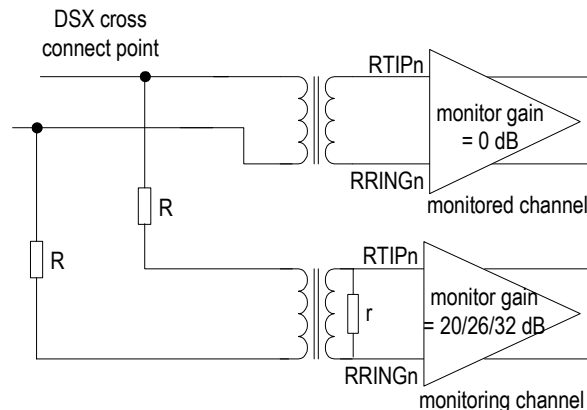 DSX cross
connect point
RTIPn
monitor gain
= 0 dB
RRINGn
monitored channel
R
R
RTIPn
monitor gain
= 20/26/32 dB
r
RRINGn
monitoring channel